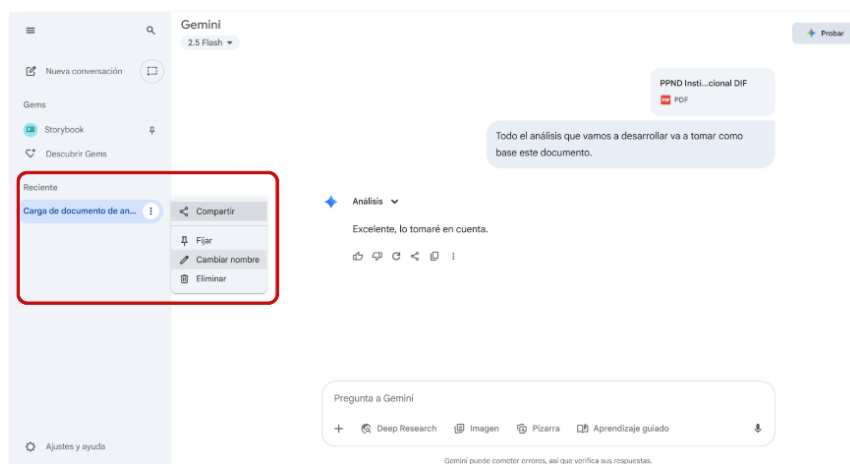 Gemini
2.5 Flash
Probar
Nueva conversación
Gems
Storybook
Descubrir Gems
Reciente
Carga de documento de an...
Compartir
Fijar
Cambiar nombre
Eliminar
PPND Insti...cional DIF
PDF
PDF
Todo el análisis que vamos a desarrollar va a tomar como
base este documento.
Análisis
Excelente, lo tomaré en cuenta.
Pregunta a Gemini
Deep Research
Imagen
Pizarra
Aprendizaje guiado
Ajustes y ayuda
Gemini puede cometer errores, así que verifica sus respuestas.